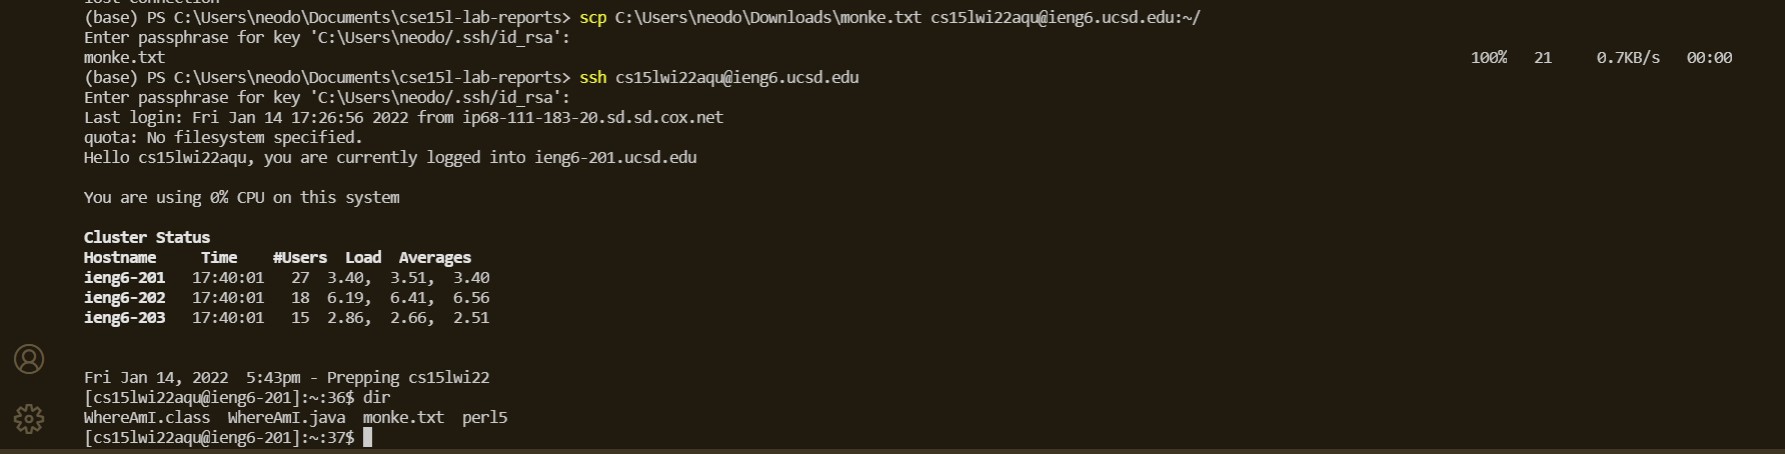 lost connection
(base) PS C:\Users\neodo\Documents\cse15l-lab-reports> scp C:\Users\neodo\Downloads\monke.txt cs15lwi22aqu@ieng6.ucsd.edu:~/
Enter passphrase for key 'C:\Users\neodo/.ssh/id_rsa':
monke.txt 100% 21 0.7KB/s 00:00
(base) PS C:\Users\neodo\Documents\cse15l-lab-reports> ssh cs15lwi22aqu@ieng6.ucsd.edu
Enter passphrase for key 'C:\Users\neodo/.ssh/id_rsa':
Last login: Fri Jan 14 17:26:56 2022 from ip68-111-183-20.sd.sd.cox.net
quota: No filesystem specified.
Hello cs15lwi22aqu, you are currently logged into ieng6-201.ucsd.edu
You are using 0% CPU on this system
Cluster Status
Hostname Time #Users Load Averages
ieng6-201 17:40:01 27 3.40, 3.51, 3.40
ieng6-202 17:40:01 18 6.19, 6.41, 6.56
ieng6-203 17:40:01 15 2.86, 2.66, 2.51
Fri Jan 14, 2022 5:43pm - Prepping cs15lwi22
[cs15lwi22aqu@ieng6-201]:~:36$ dir
WhereAmI.class WhereAmI.java monke.txt perl5
[cs15lwi22aqu@ieng6-201]:~:37$